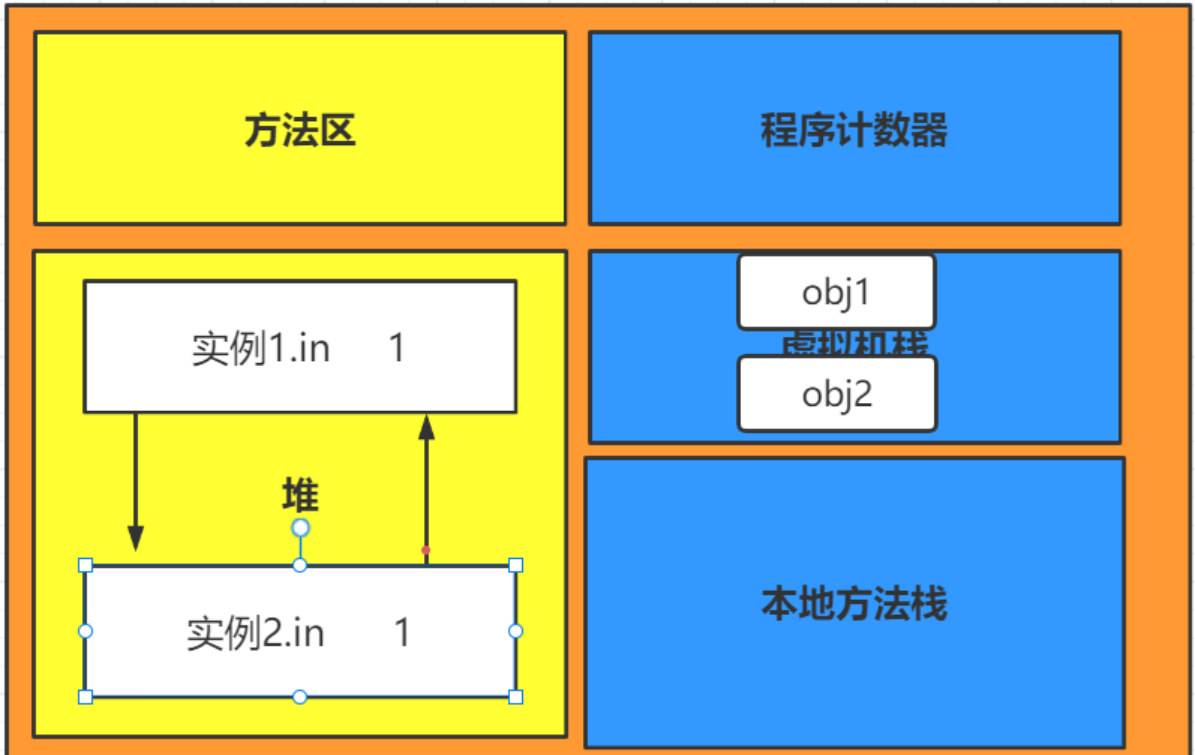 方法区
程序计数器
实例1.in 1
堆
实例2.in 1
obj1
虚拟机栈
obj2
本地方法栈